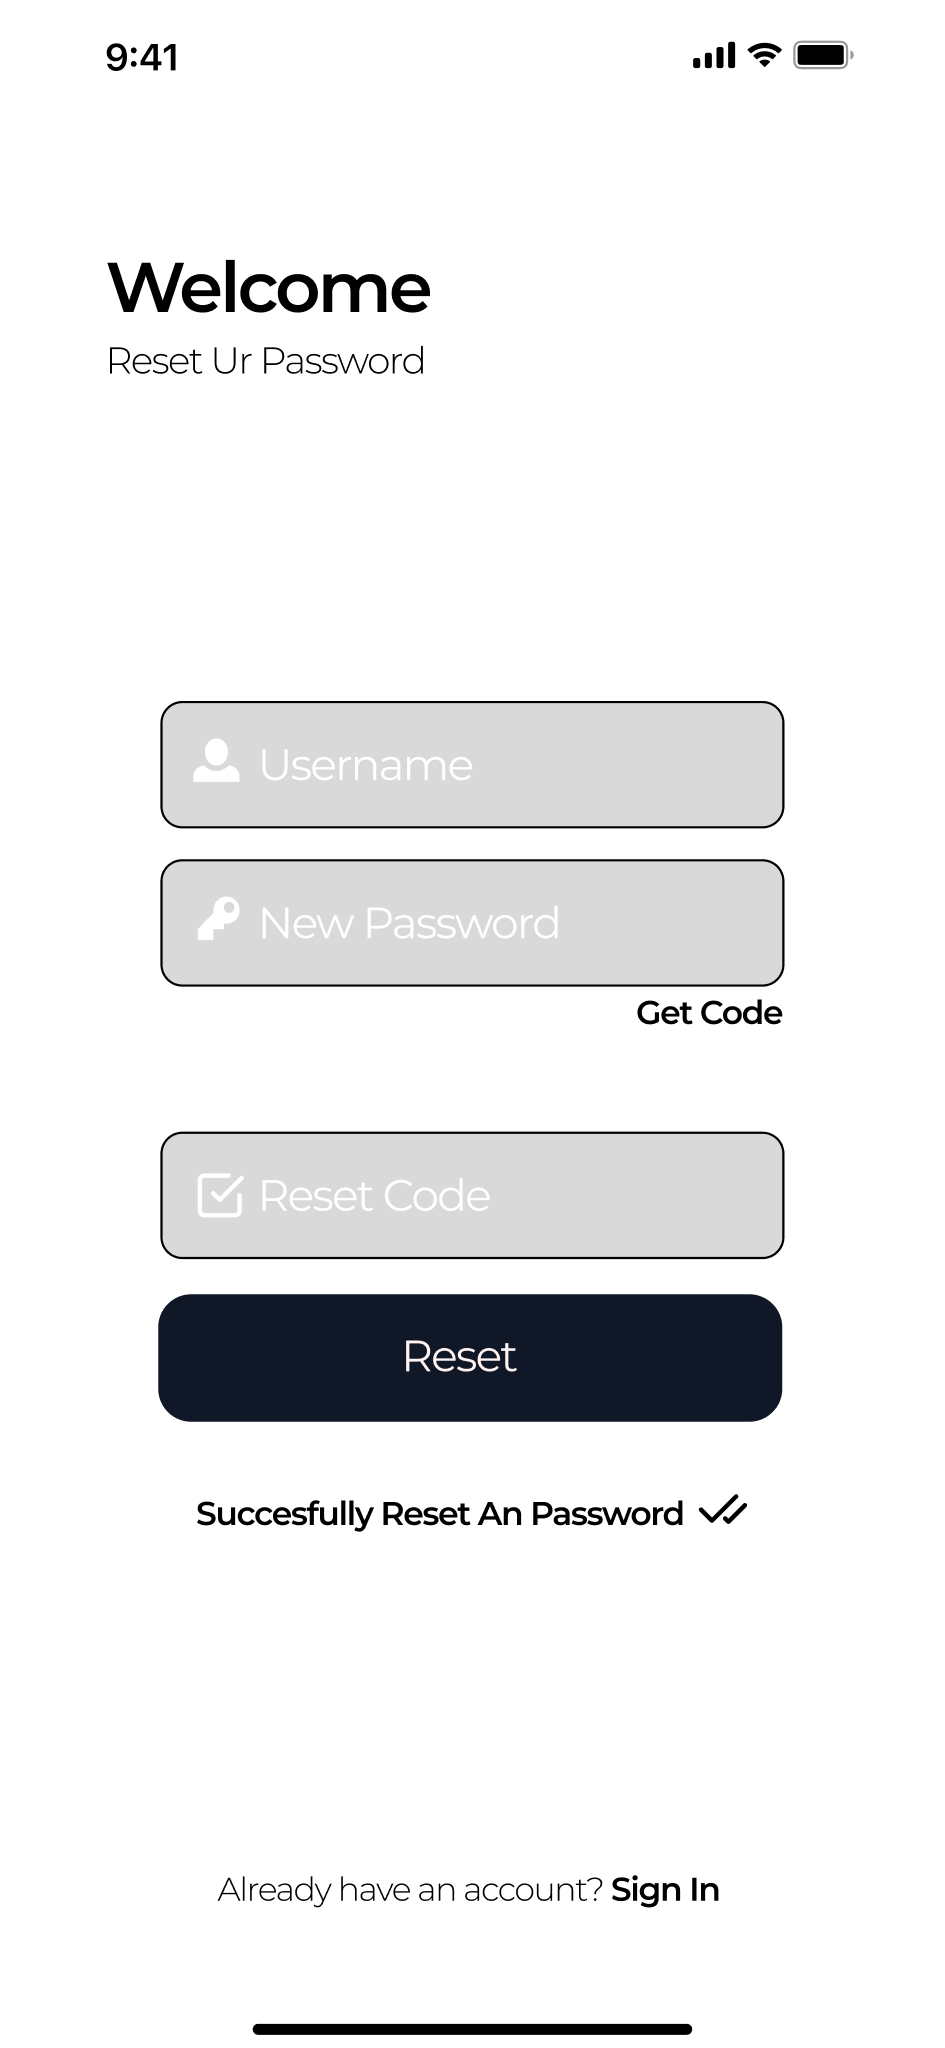 9:41
Welcome
Reset Ur Password
Username
New Password
Get Code
Reset Code
Reset
Succesfully Reset An Password
Already have an account? Sign In